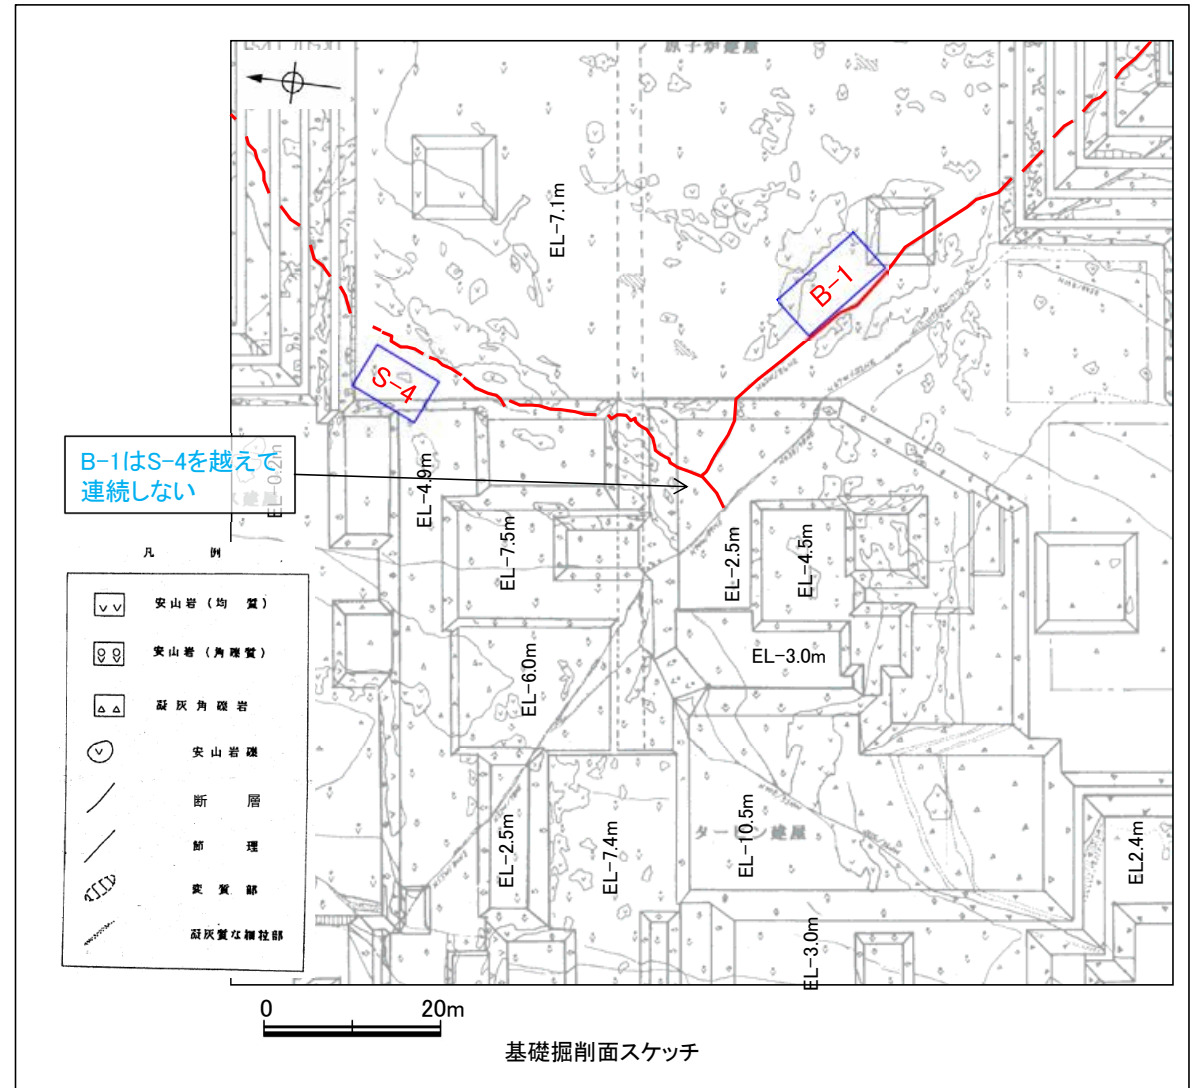 原子炉建屋
EL-7.1m
B-1
S-4
B-1はS-4を越えて
連続しない
EL-4.9m
EL-7.5m
EL-2.5m
EL-4.5m
EL-3.0m
EL-6.0m
EL-2.5m
EL-7.4m
EL-10.5m
タービン建屋
EL2.4m
EL-3.0m
凡 例
安山岩(均 質)
安山岩(角礫質)
凝灰角礫岩
安山岩礫
断 層
節 理
変質部
凝灰質な細粒部
0 20m
基礎掘削面スケッチ